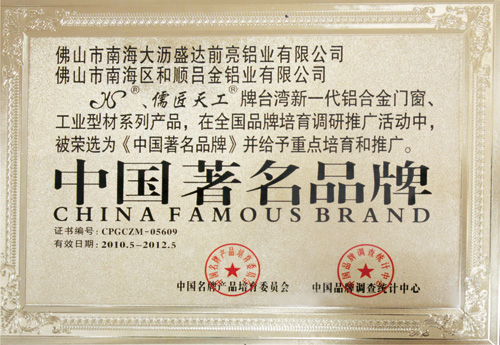 佛山市南海大沥盛达前亮铝业有限公司
佛山市南海区和顺吕金铝业有限公司
®、儒匠天工®牌台湾新一代铝合金门窗、
工业型材系列产品，在全国品牌培育调研推广活动中，
被荣选为《中国著名品牌》并给予重点培育和推广。
中国著名品牌
CHINA FAMOUS BRAND
证书编号：CPGCZM-05609
有效日期：2010.5-2012.5
中国名牌产品培育委员会 中国品牌调查统计中心